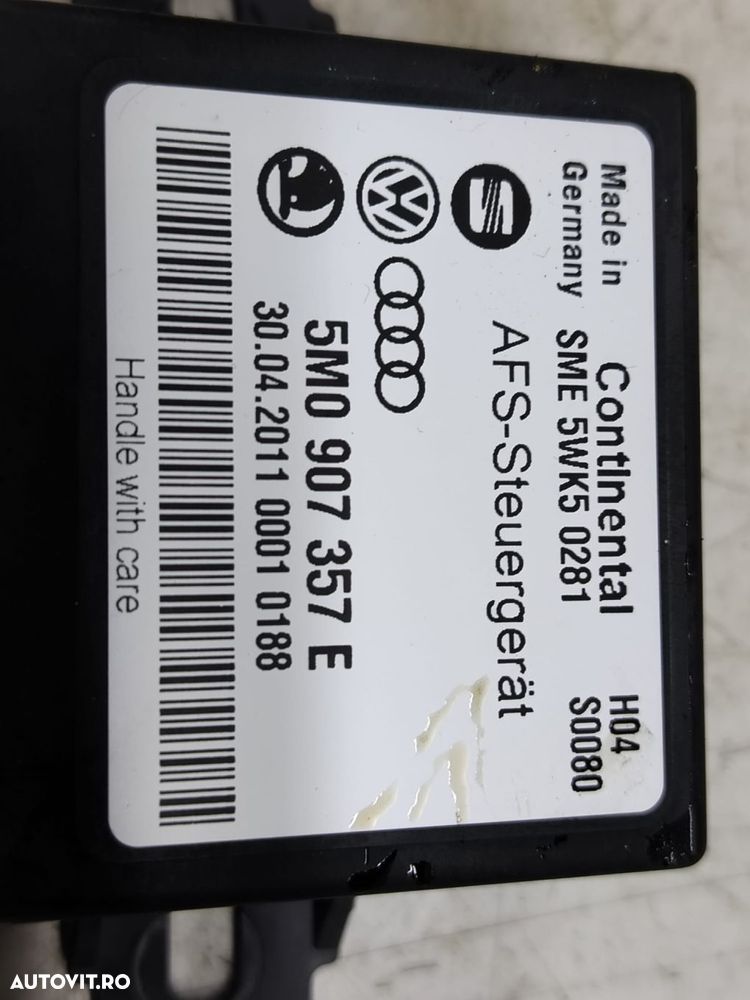 Made in
Germany
Continental
SME 5WK5 0281
H04
S0080
AFS-Steuergerät
5M0 907 357 E
30.04.2011 0001 0188
Handle with care
AUTOVIT.RO